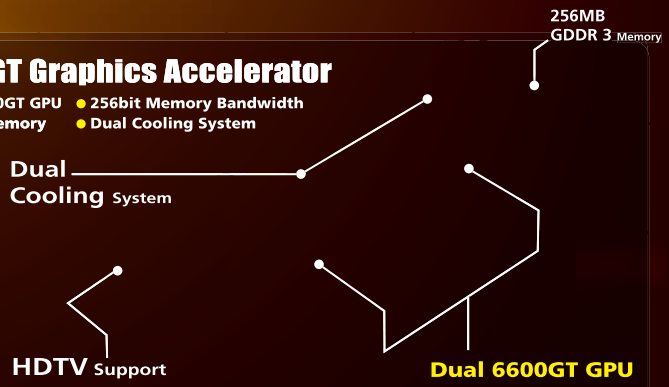 256MB
GDDR 3 Memory
GT Graphics Accelerator
0GT GPU ● 256bit Memory Bandwidth
emory ● Dual Cooling System
Dual
Cooling System
HDTV Support
Dual 6600GT GPU